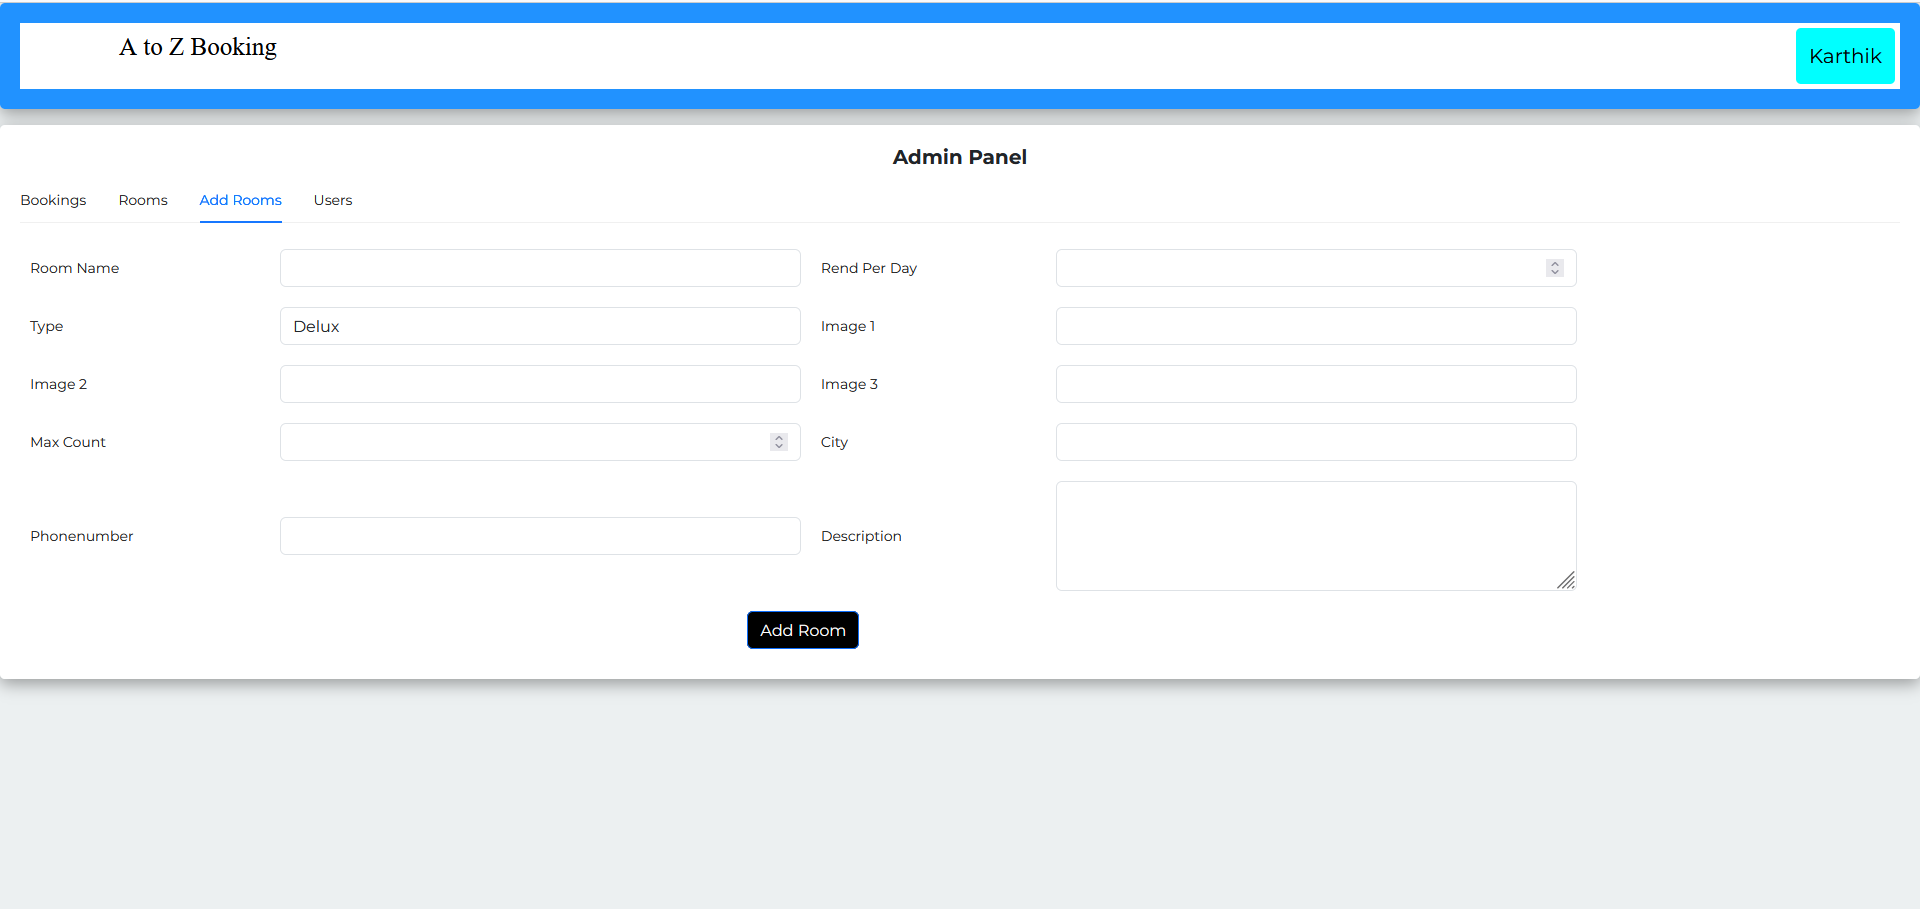 A to Z Booking
Karthik
Admin Panel
Bookings Rooms Add Rooms Users
Room Name Rend Per Day
Type Delux Image 1
Image 2 Image 3
Max Count City
Phonenumber Description
Add Room